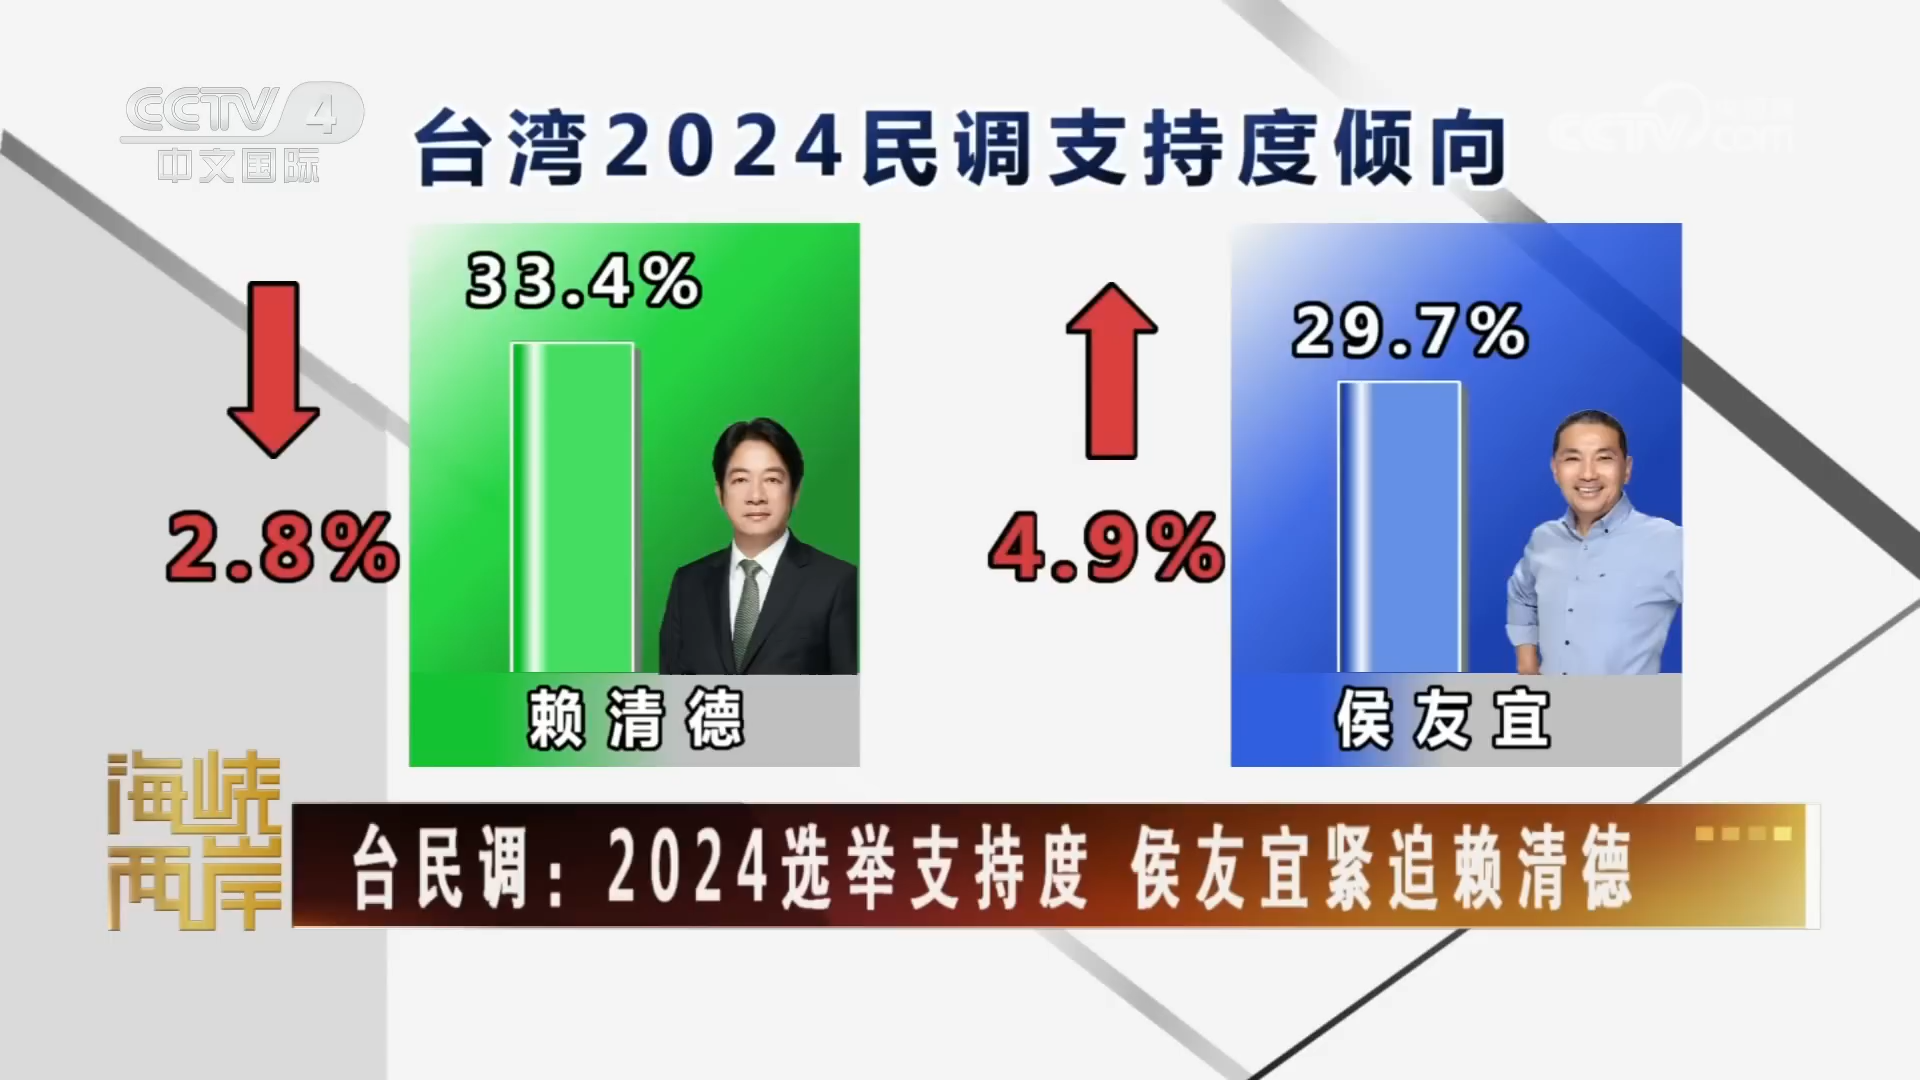 CCTV 4
中文国际
台湾2024民调支持度倾向
CCTV.com
33.4%
29.7%
2.8%
4.9%
赖清德
侯友宜
海峡
两岸
台民调：2024选举支持度 侯友宜紧追赖清德